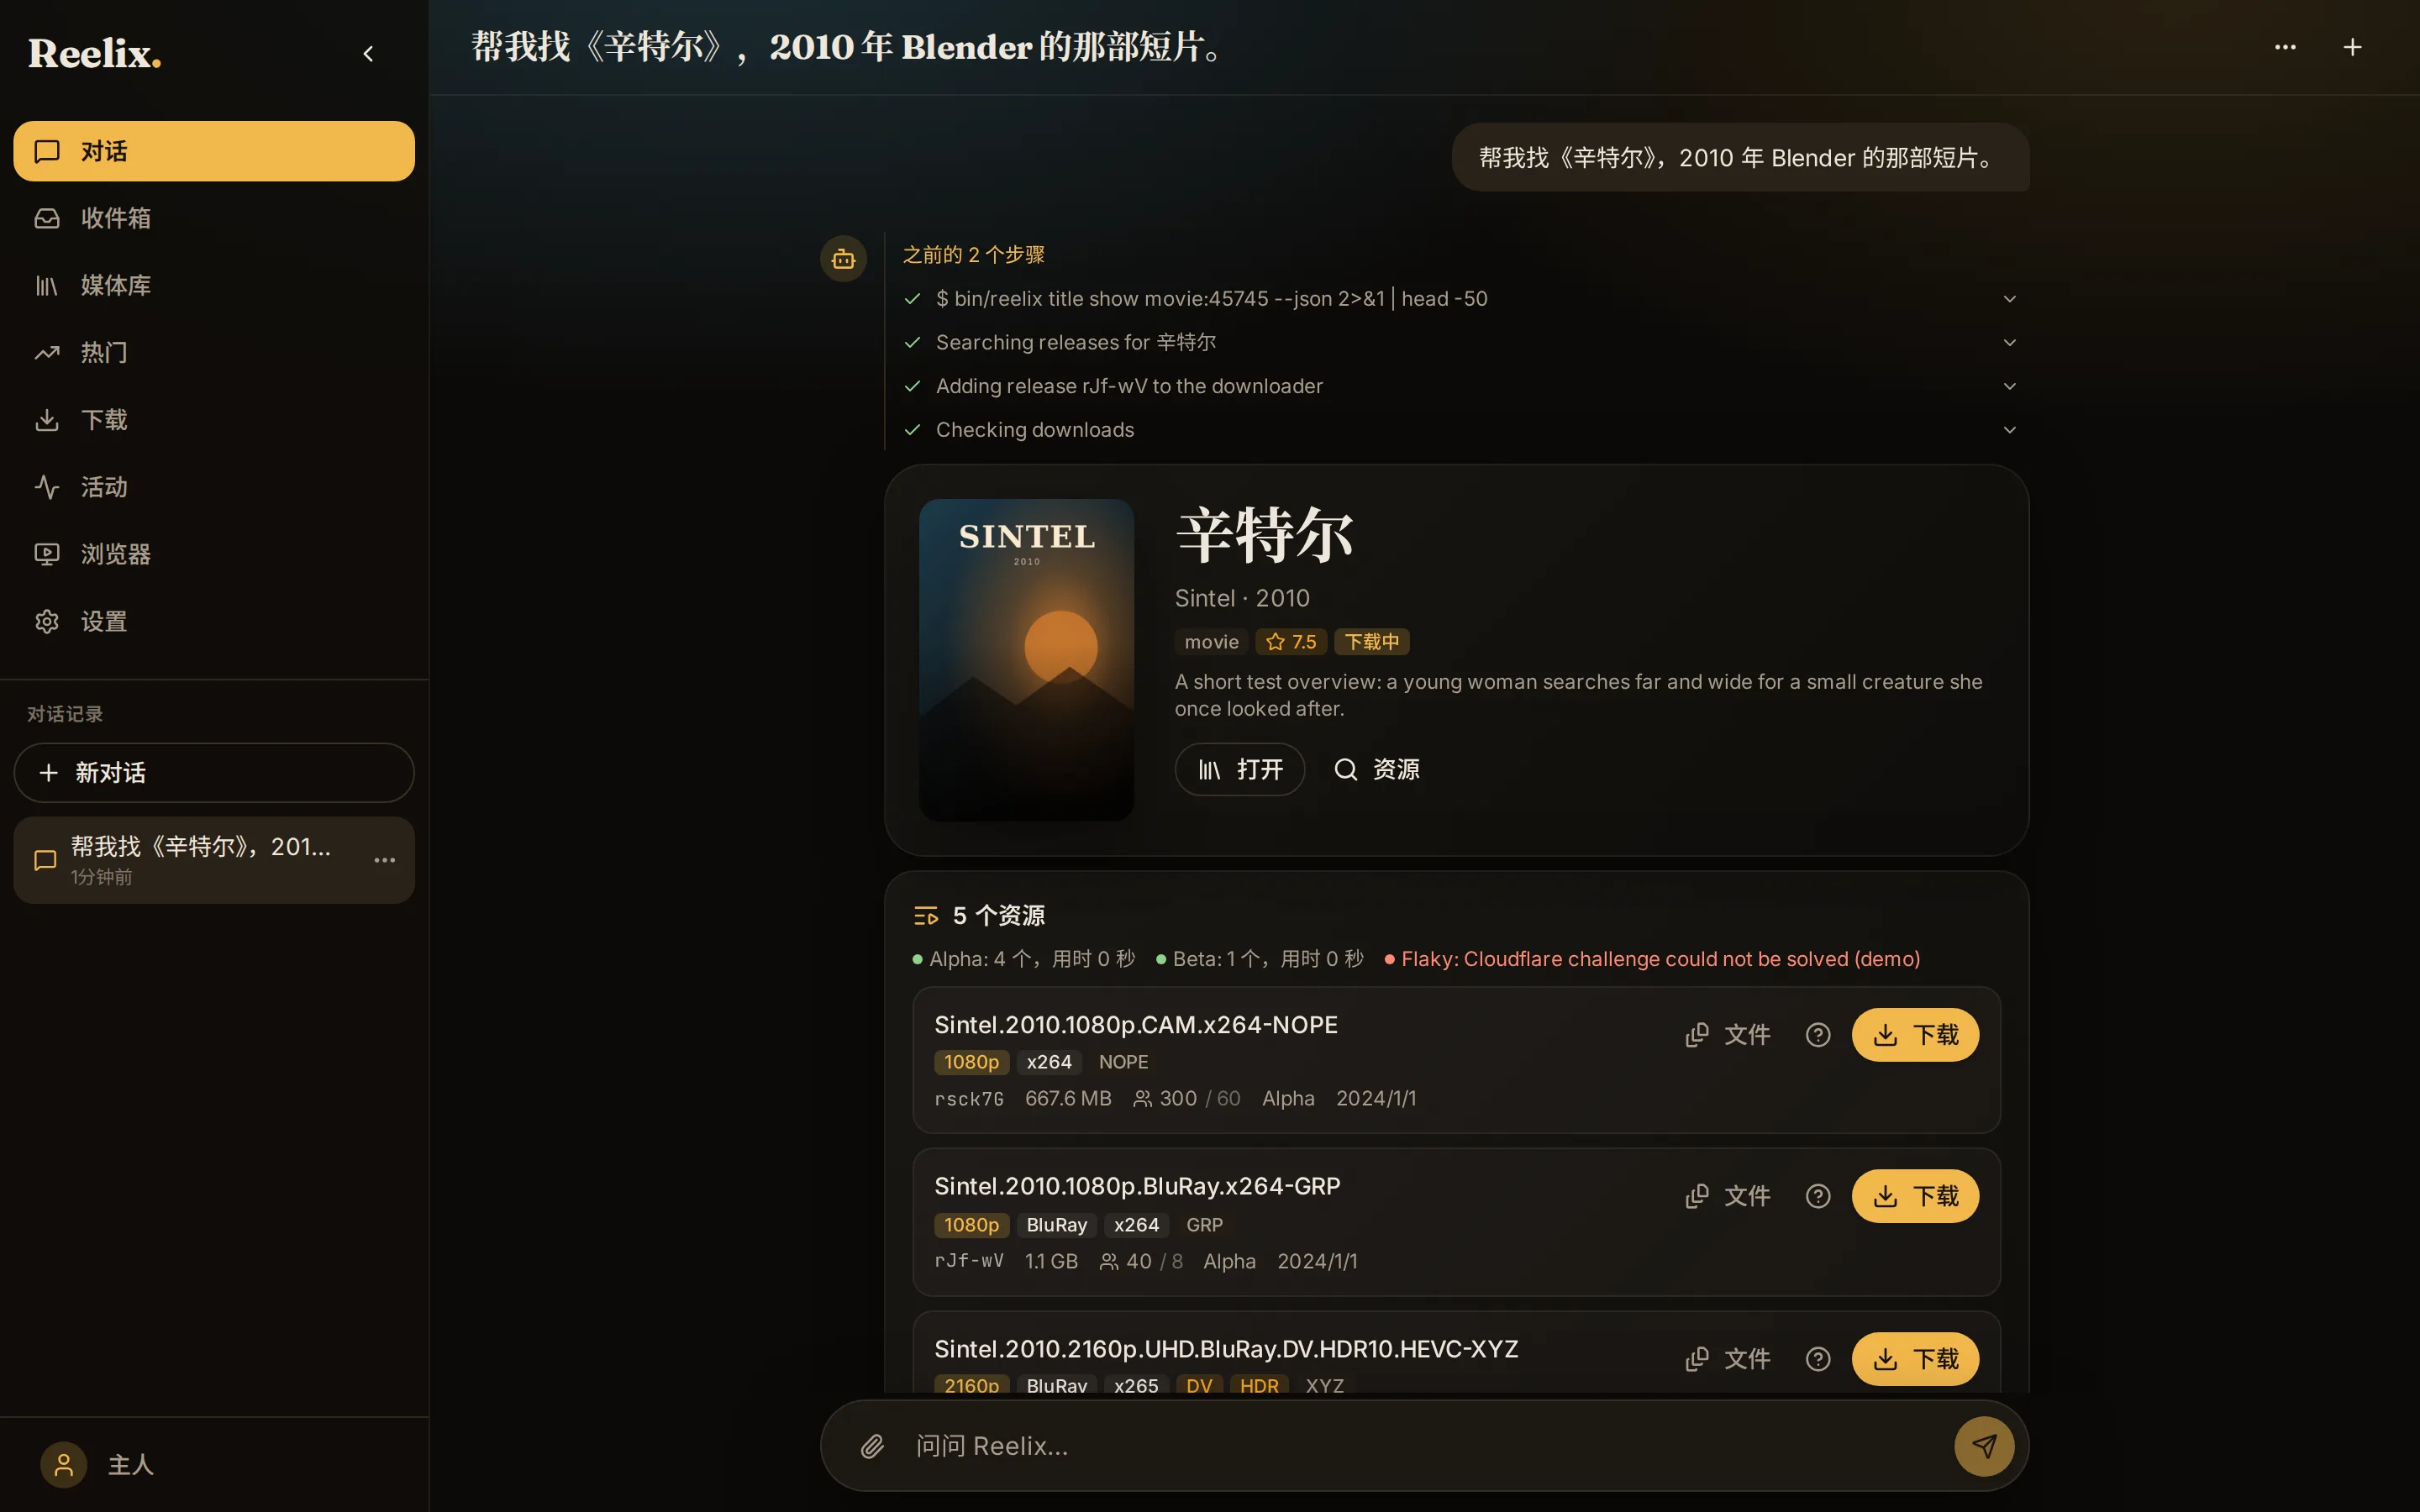 Reelix.
对话
收件箱
媒体库
热门
下载
活动
浏览器
设置
对话记录
新对话
帮我找《辛特尔》，201...
1分钟前
主人
帮我找《辛特尔》，2010 年 Blender 的那部短片。
帮我找《辛特尔》，2010 年 Blender 的那部短片。
之前的 2 个步骤
$ bin/reelix title show movie:45745 --json 2>&1 | head -50
Searching releases for 辛特尔
Adding release rJf-wV to the downloader
Checking downloads
SINTEL
2010
辛特尔
Sintel · 2010
movie 7.5 下载中
A short test overview: a young woman searches far and wide for a small creature she
once looked after.
打开 资源
5 个资源
Alpha: 4 个，用时 0 秒 Beta: 1 个，用时 0 秒 Flaky: Cloudflare challenge could not be solved (demo)
Sintel.2010.1080p.CAM.x264-NOPE 文件 下载
1080p x264 NOPE
rsck7G 667.6 MB 300 / 60 Alpha 2024/1/1
Sintel.2010.1080p.BluRay.x264-GRP 文件 下载
1080p BluRay x264 GRP
rJf-wV 1.1 GB 40 / 8 Alpha 2024/1/1
Sintel.2010.2160p.UHD.BluRay.DV.HDR10.HEVC-XYZ 文件 下载
2160p BluRay x265 DV HDR XYZ
问问 Reelix...